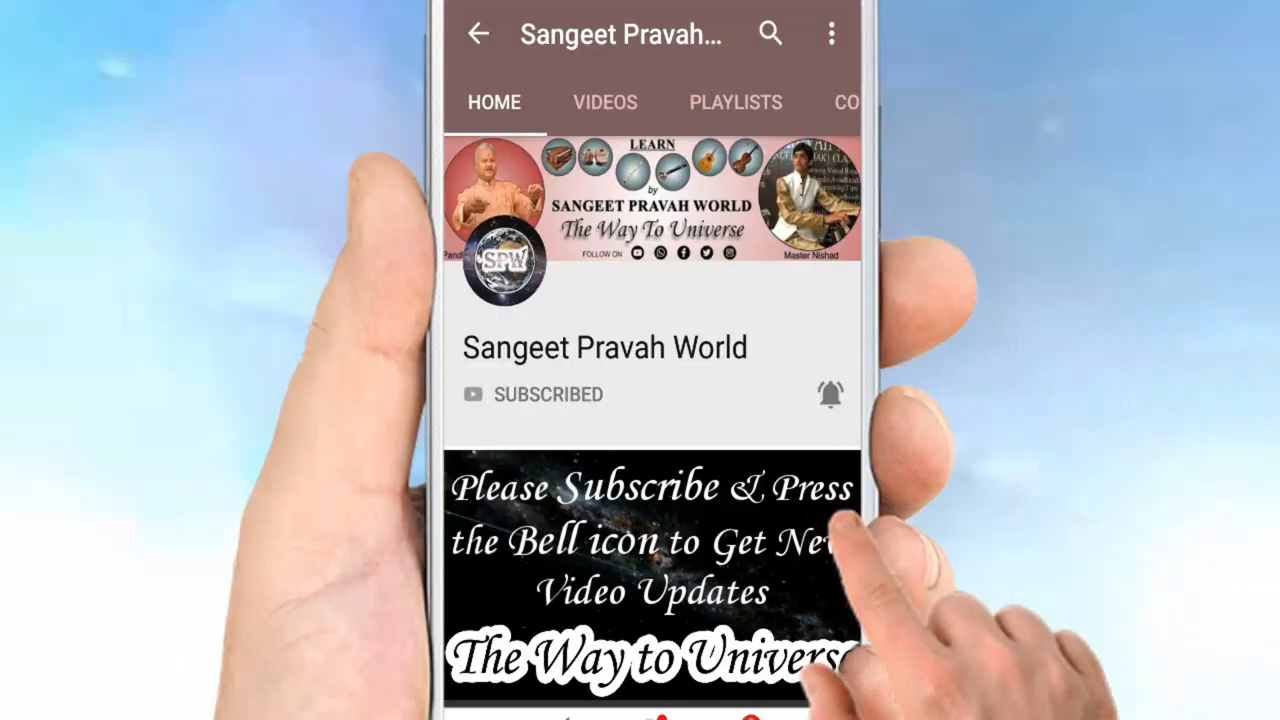 Sangeet Pravah...
HOME VIDEOS PLAYLISTS CO
LEARN
by
SANGEET PRAVAH WORLD
The Way To Universe
FOLLOW ON
Master Nishad
SPW
Sangeet Pravah World
SUBSCRIBED
Please Subscribe & Press
the Bell icon to Get New
Video Updates
The Way to Universe